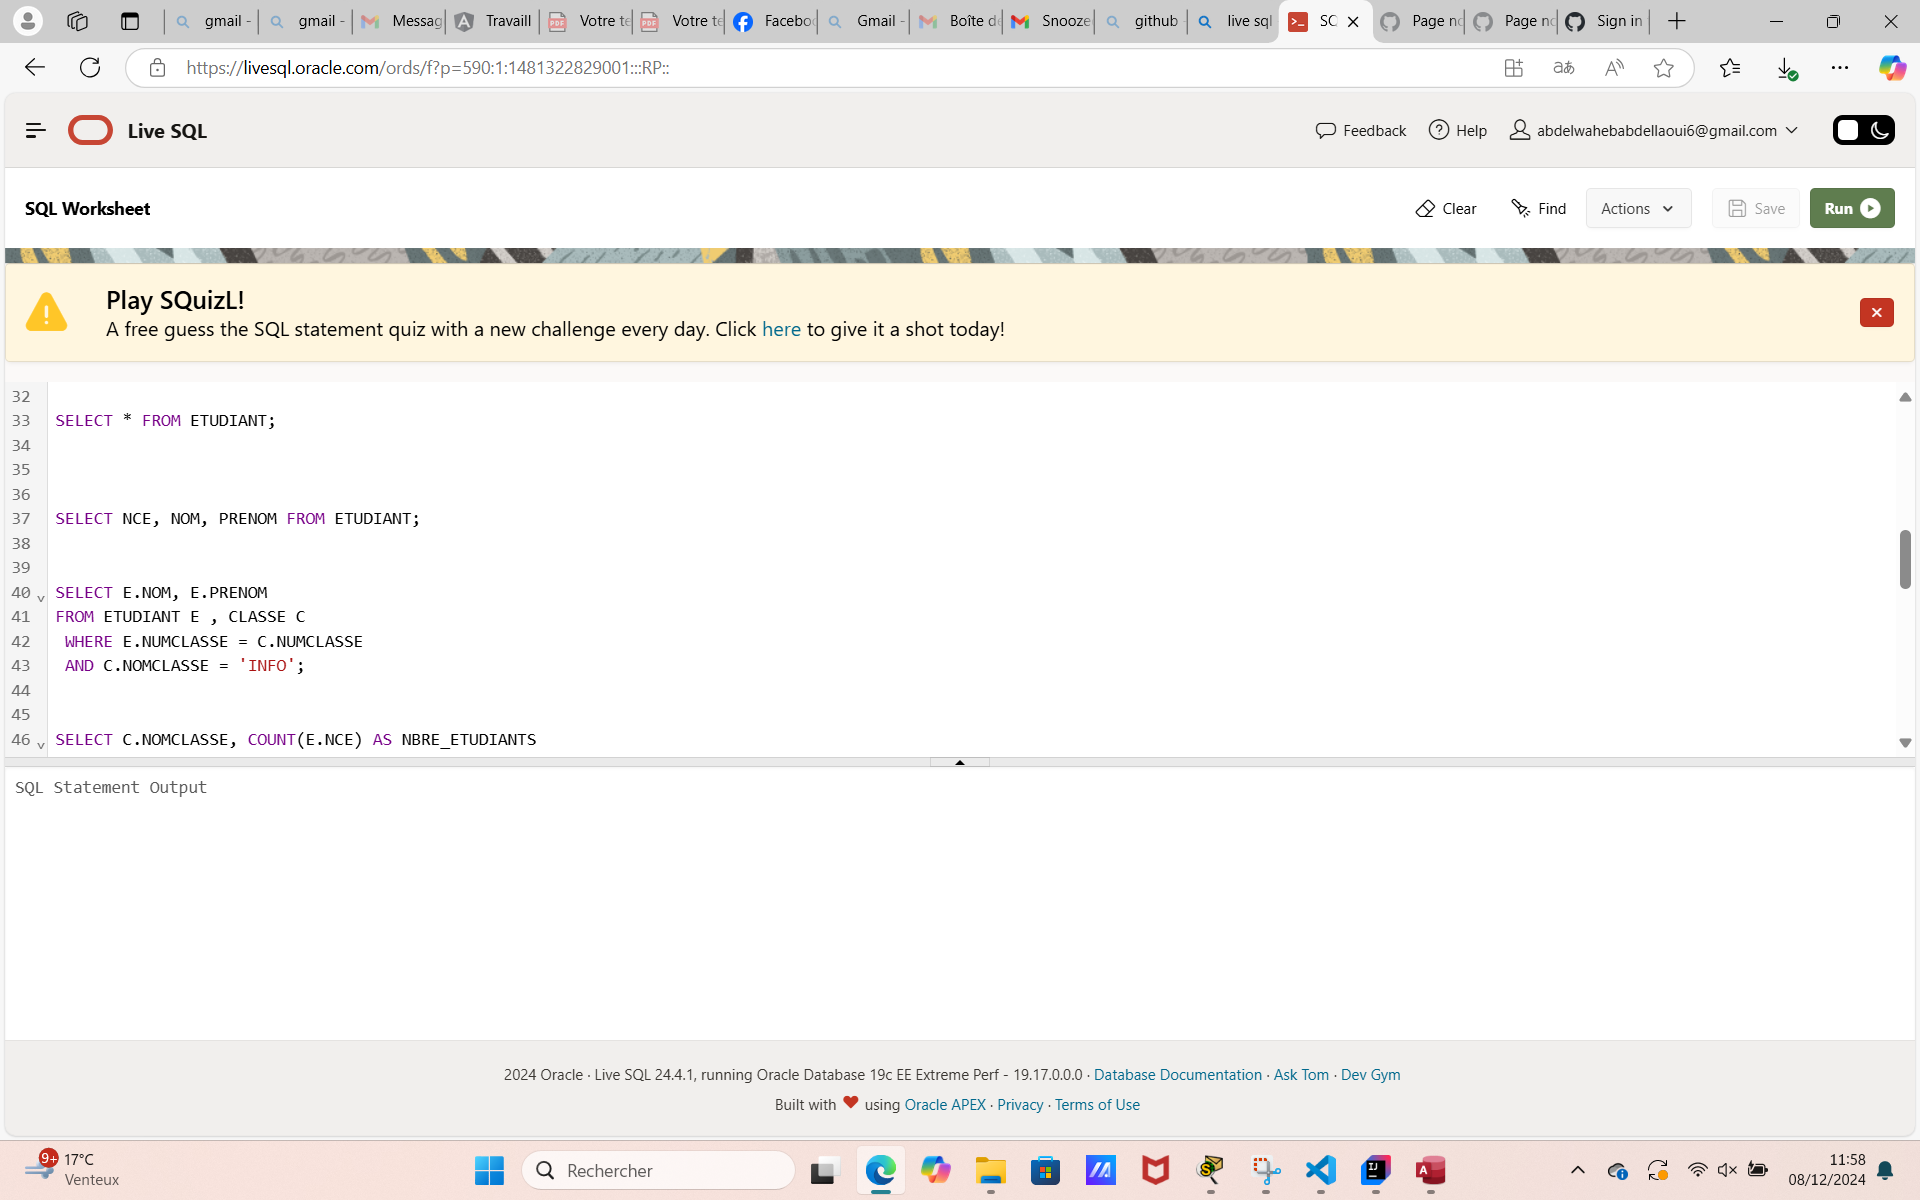 gmail -
gmail -
Messag
Travaill
Votre te
Votre te
Faceboo
Gmail -
Boîte de
Snooze
github
live sql
SQ
Page no
Page no
Sign in
https://livesql.oracle.com/ords/f?p=590:1:1481322829001:::RP::
Live SQL
Feedback
Help
abdelwahebabdellaoui6@gmail.com
SQL Worksheet
Clear
Find
Actions
Save
Run
Play SQuizL!
A free guess the SQL statement quiz with a new challenge every day. Click here to give it a shot today!
32
33 SELECT * FROM ETUDIANT;
34
35
36
37 SELECT NCE, NOM, PRENOM FROM ETUDIANT;
38
39
40 SELECT E.NOM, E.PRENOM
41 FROM ETUDIANT E , CLASSE C
42 WHERE E.NUMCLASSE = C.NUMCLASSE
43 AND C.NOMCLASSE = 'INFO';
44
45
46 SELECT C.NOMCLASSE, COUNT(E.NCE) AS NBRE_ETUDIANTS
SQL Statement Output
2024 Oracle · Live SQL 24.4.1, running Oracle Database 19c EE Extreme Perf - 19.17.0.0.0 · Database Documentation · Ask Tom · Dev Gym
Built with ♥ using Oracle APEX · Privacy · Terms of Use
9+
17°C
Venteux
Rechercher
11:58
08/12/2024